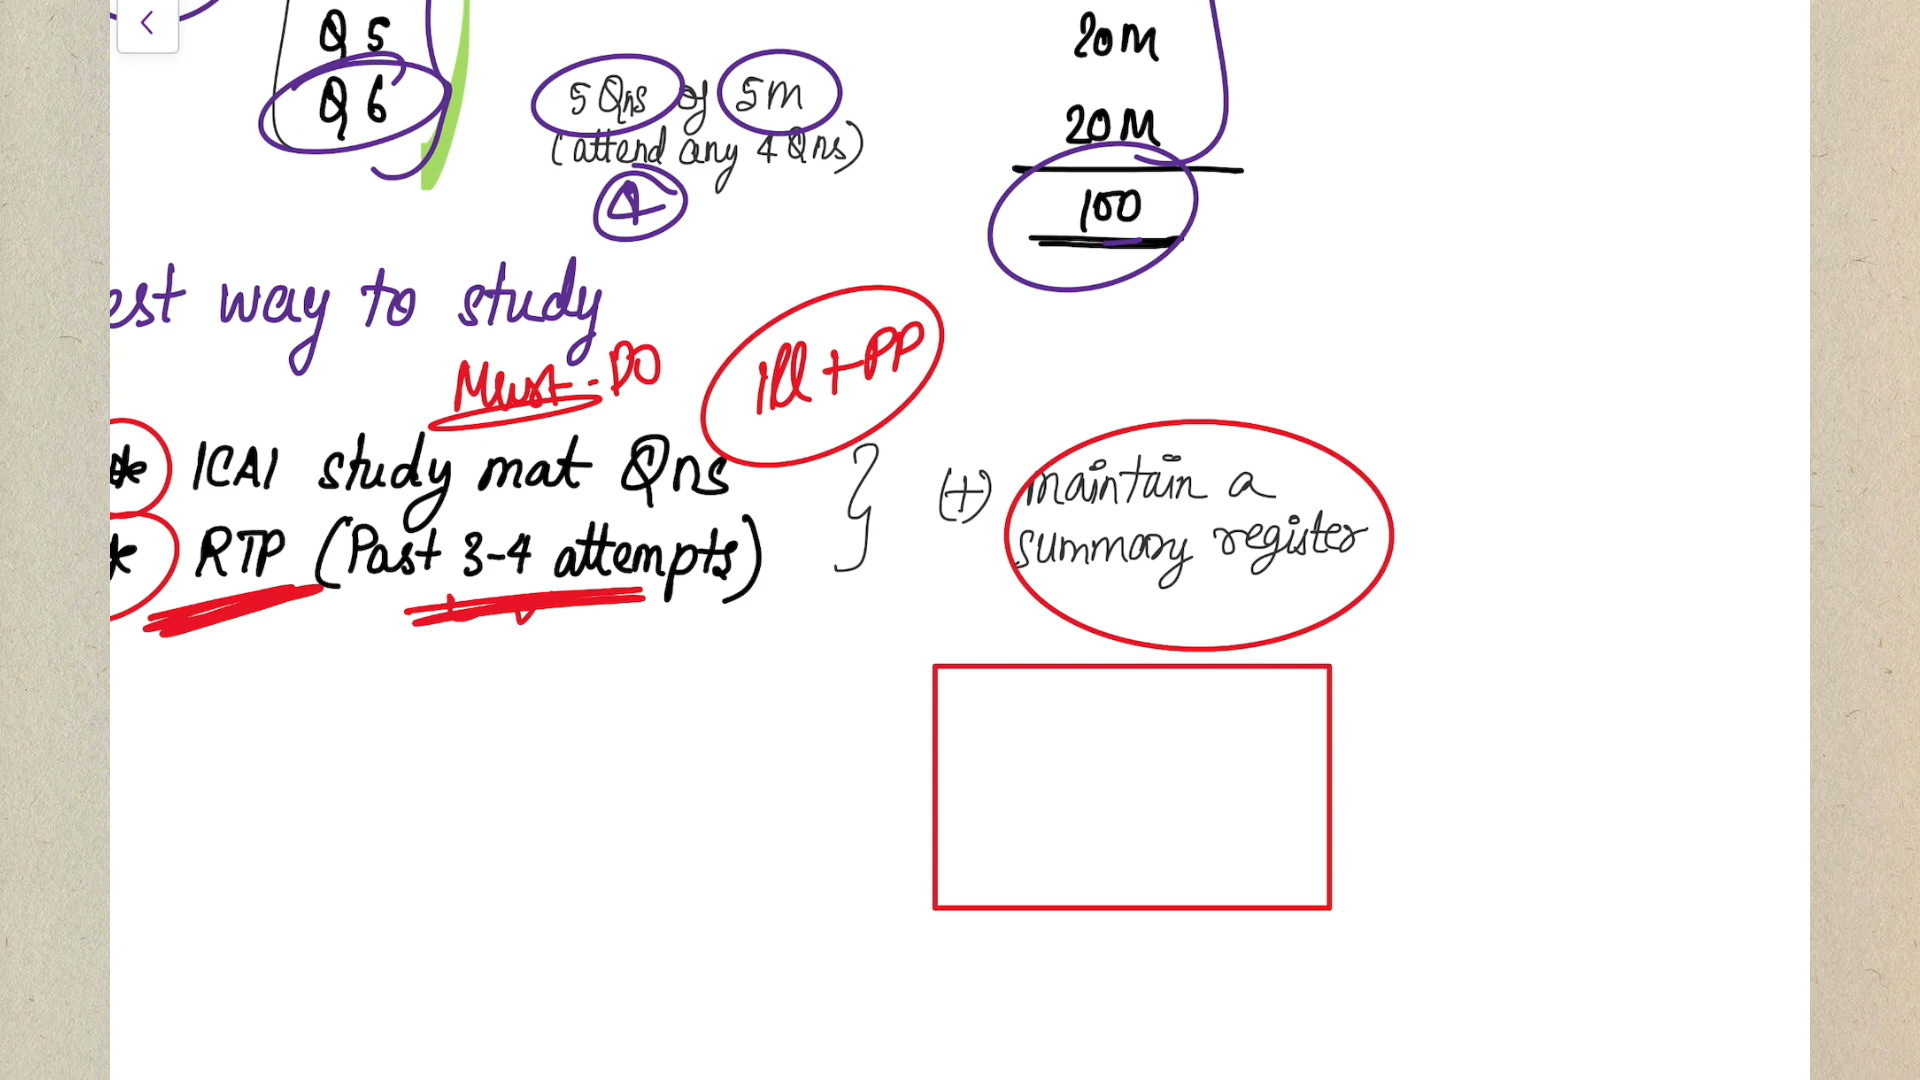 Q 5
20M
Q 6
5 Qns of 5m
20M
(attend any 4 Qns)
4
100
est way to study
Must-DO
ill + PP
* ICAI study mat Qns
* RTP (Past 3-4 attempts)
(+) maintain a
summary register